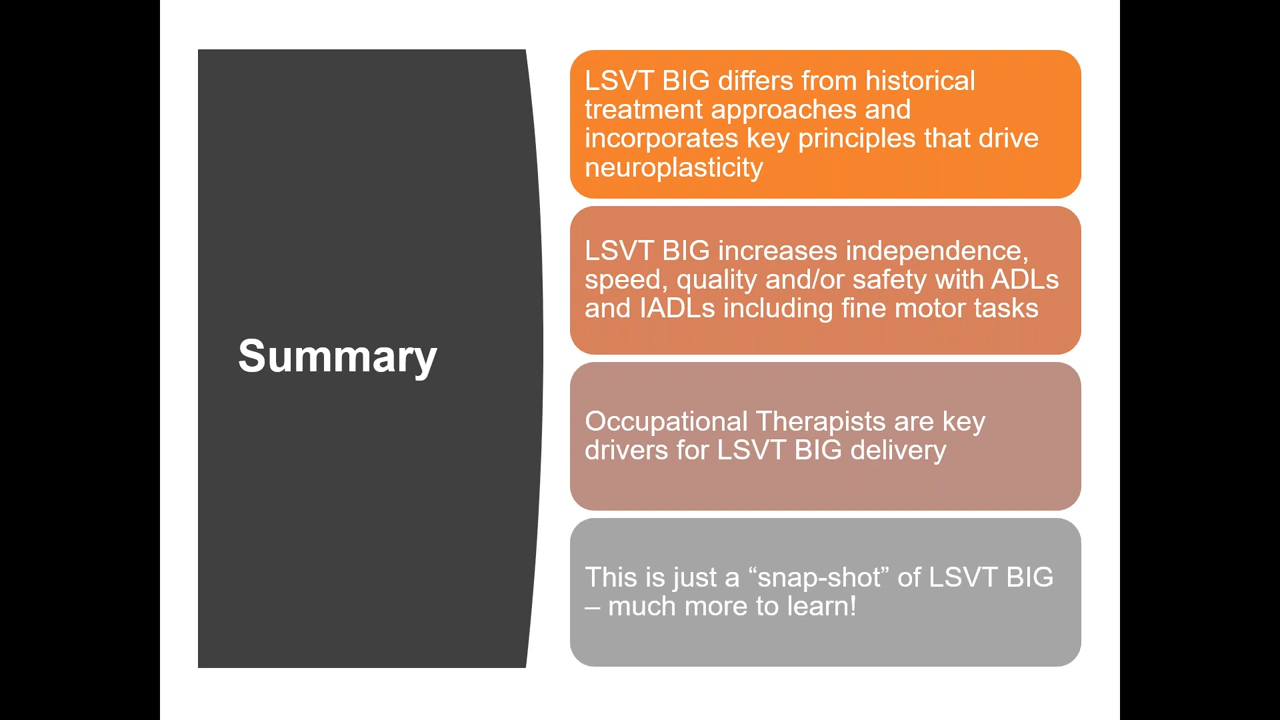 Summary
LSVT BIG differs from historical
treatment approaches and
incorporates key principles that drive
neuroplasticity
LSVT BIG increases independence,
speed, quality and/or safety with ADLs
and IADLs including fine motor tasks
Occupational Therapists are key
drivers for LSVT BIG delivery
This is just a “snap-shot” of LSVT BIG
– much more to learn!